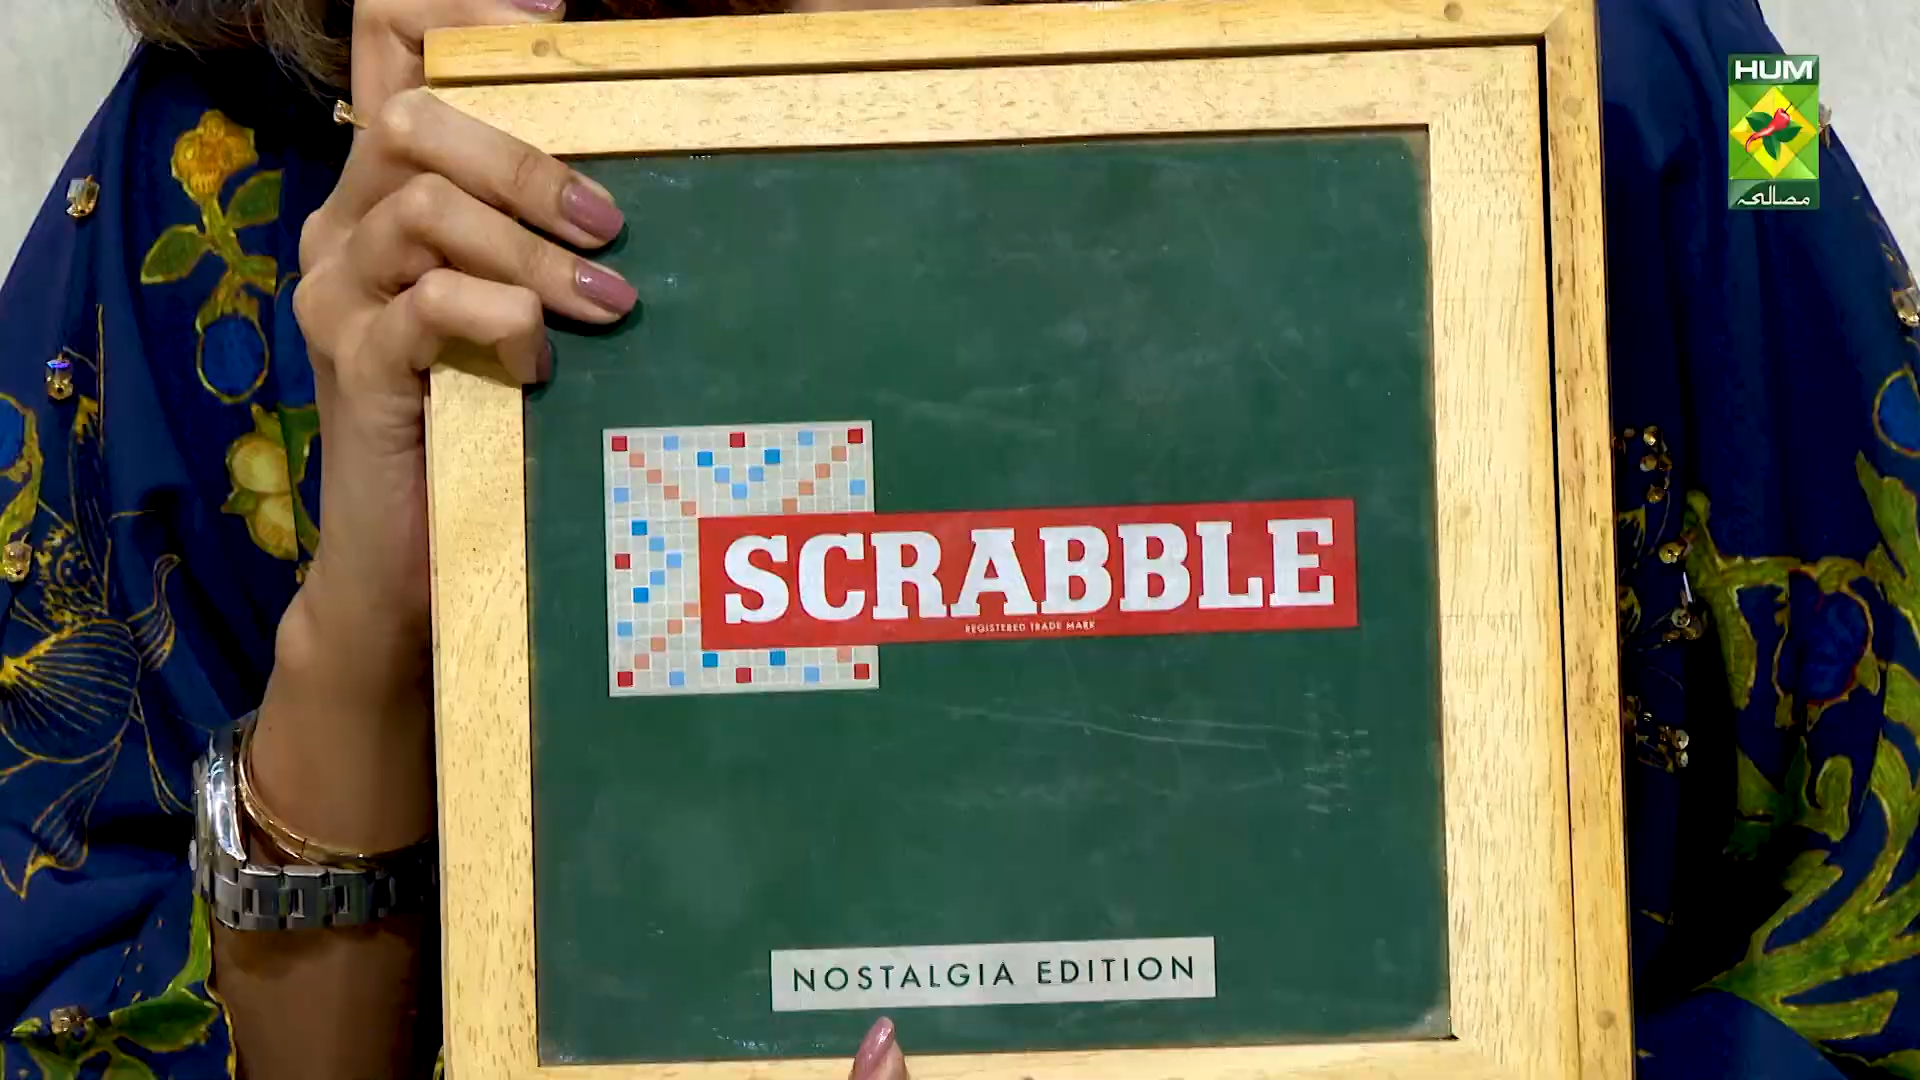 HUM
مصالحہ
SCRABBLE
REGISTERED TRADE MARK
NOSTALGIA EDITION